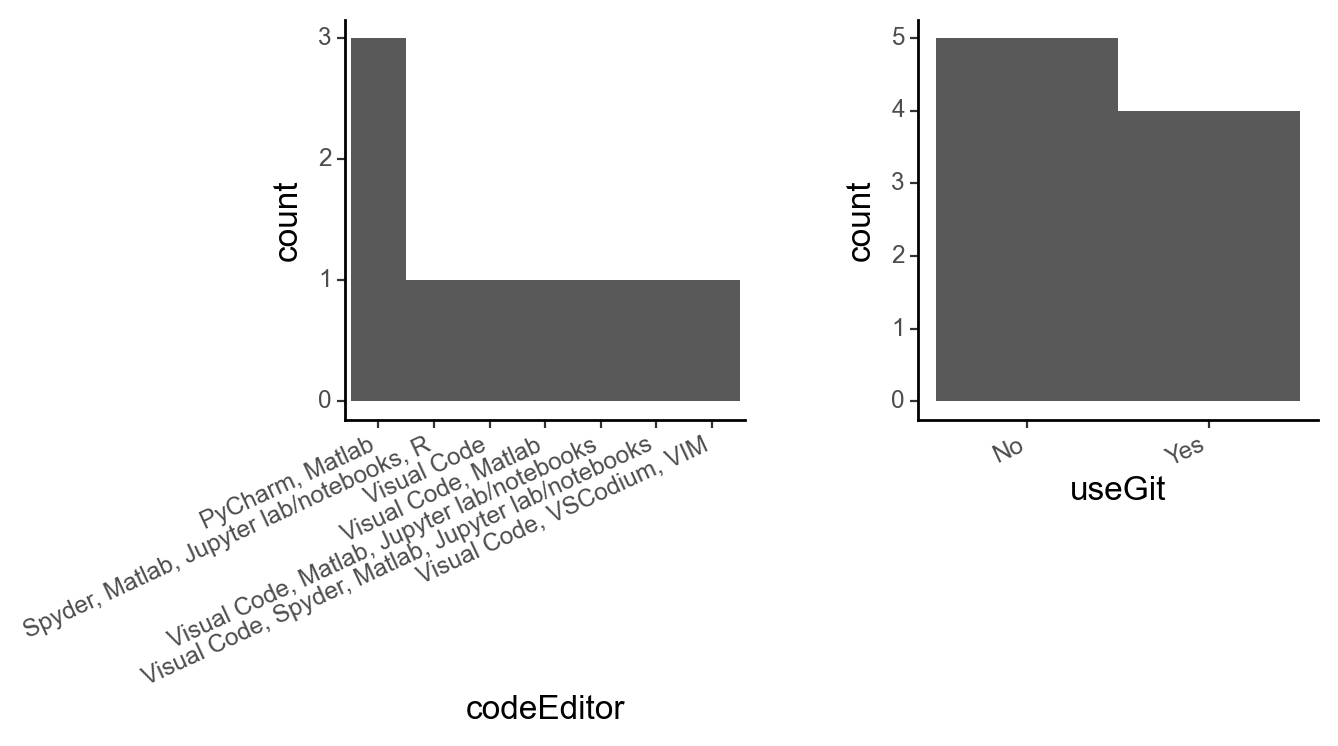 3
2
1
0
count
PyCharm, Matlab
Spyder, Matlab, Jupyter lab/notebooks, R
Visual Code
Visual Code, Matlab
Visual Code, Matlab, Jupyter lab/notebooks
Visual Code, Spyder, Matlab, Jupyter lab/notebooks
Visual Code, VSCodium, VIM
codeEditor
5
4
3
2
1
0
count
No
Yes
useGit